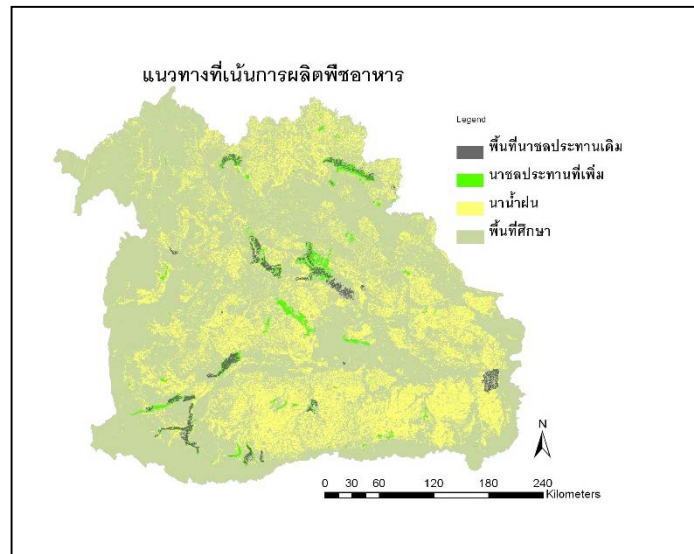 แนวทางที่เน้นการผลิตพืชอาหาร
Legend
พื้นที่นาชลประทานเดิม
นาชลประทานที่เพิ่ม
นาน้ำฝน
พื้นที่ศึกษา
N
0 30 60 120 180 240
Kilometers